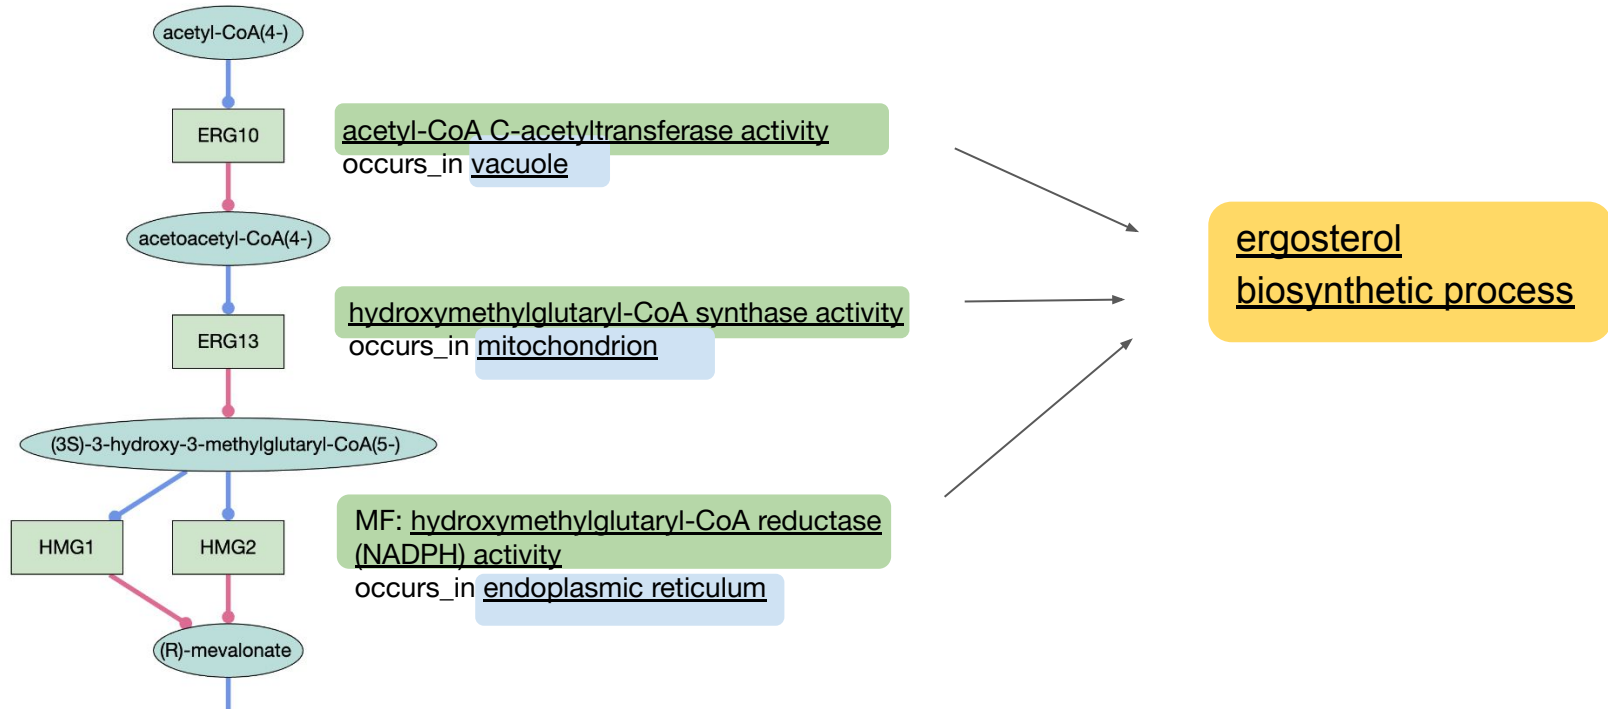 acetyl-CoA(4-)
ERG10
acetyl-CoA C-acetyltransferase activity
occurs_in vacuole
acetoacetyl-CoA(4-)
ergosterol
biosynthetic process
ERG13
hydroxymethylglutaryl-CoA synthase activity
occurs_in mitochondrion
(3S)-3-hydroxy-3-methylglutaryl-CoA(5-)
HMG1
HMG2
MF: hydroxymethylglutaryl-CoA reductase
(NADPH) activity
occurs_in endoplasmic reticulum
(R)-mevalonate